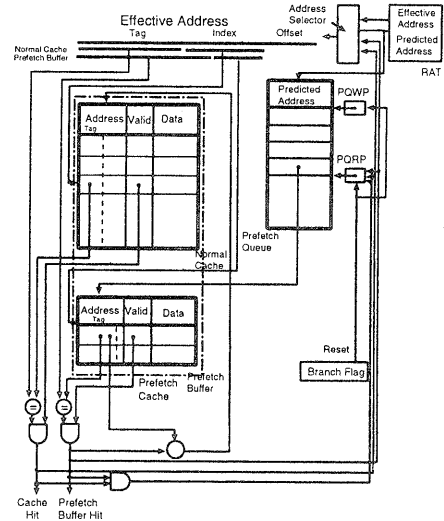 Effective Address
Tag
Index
Offset
Normal Cache
Prefetch Buffer
Address
Selector
Effective
Address
Predicted
Address
RAT
Predicted
Address
PQWP
PQRP
Address
Tag
Valid
Data
Prefetch
Queue
Normal
Cache
Address
Tag
Valid
Data
Prefetch
Cache
Prefetch
Buffer
Reset
Branch Flag
=
=
Cache
Hit
Prefetch
Buffer Hit